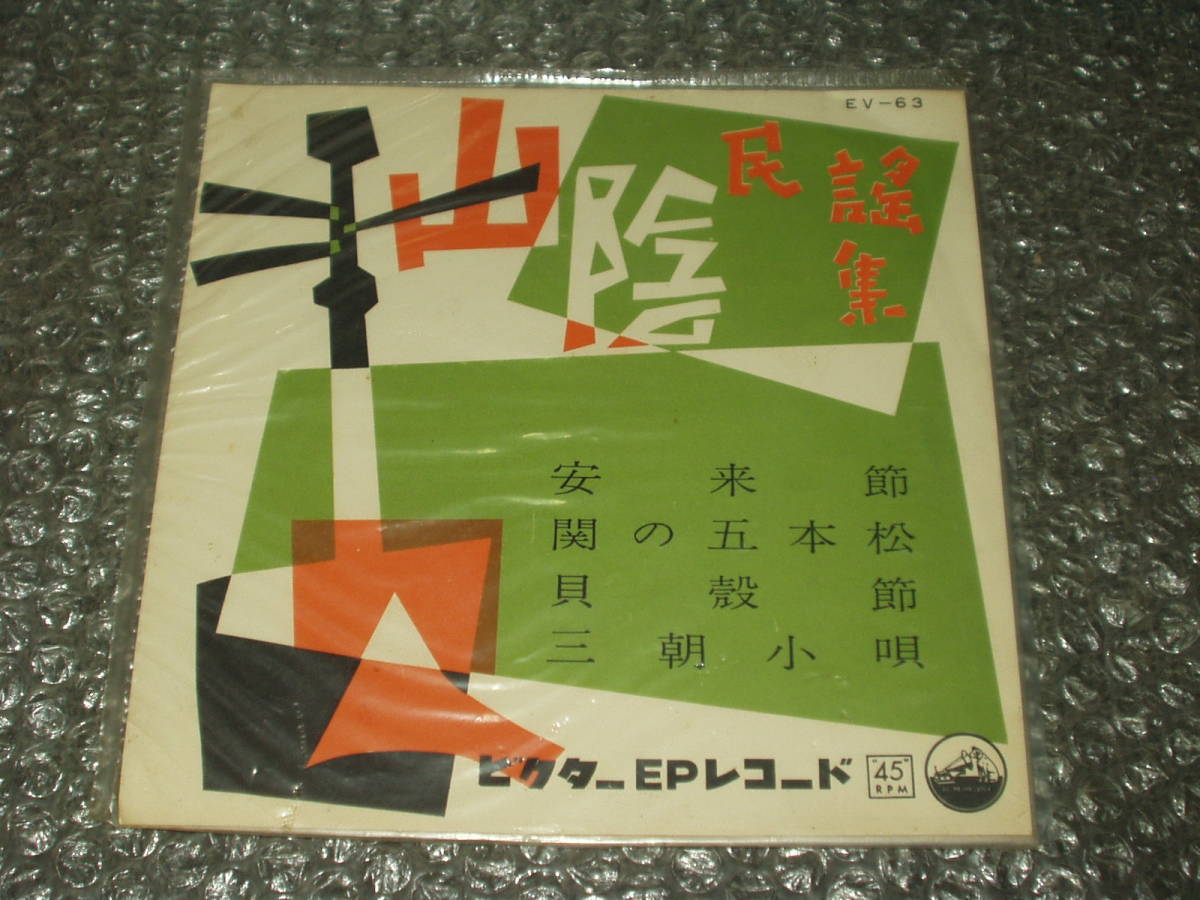 EV-63
山陰民謡集
安来節
関の五本松
貝殻節
三朝小唄
ビクターEPレコード
"45"
RPM